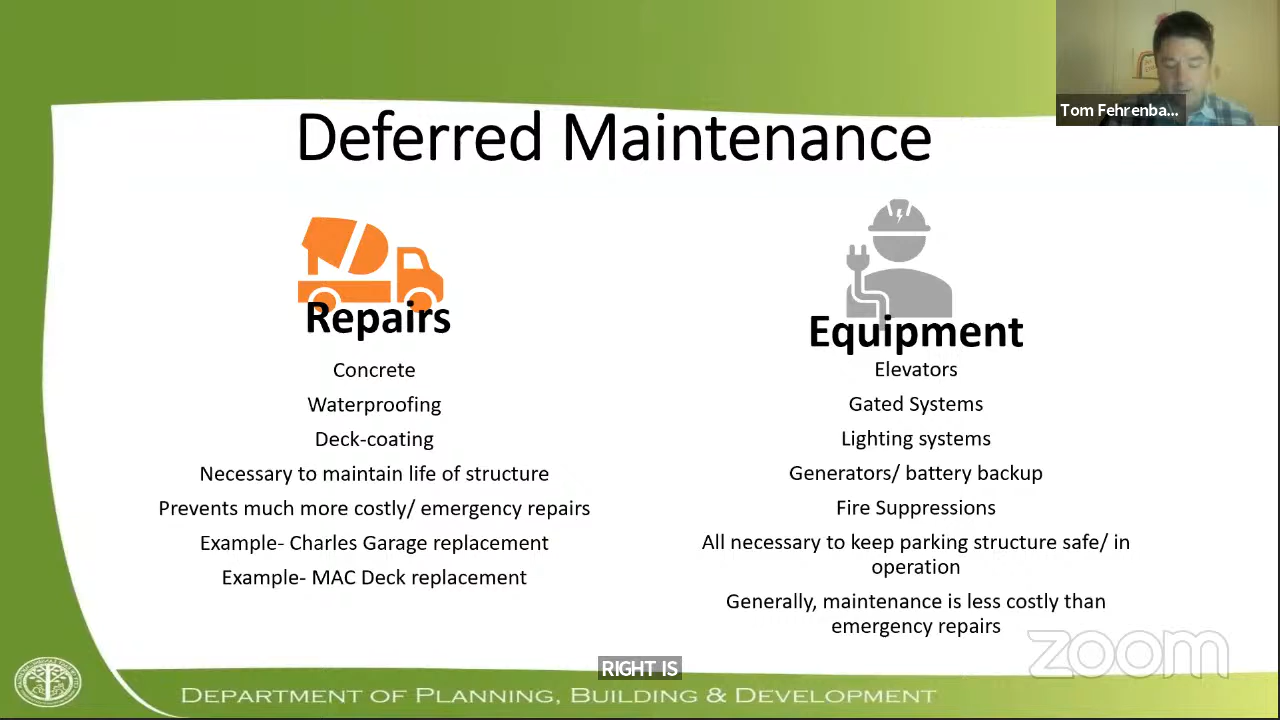 Tom Fehrenba...
Deferred Maintenance
Repairs
Concrete
Waterproofing
Deck-coating
Necessary to maintain life of structure
Prevents much more costly/ emergency repairs
Example- Charles Garage replacement
Example- MAC Deck replacement
Equipment
Elevators
Gated Systems
Lighting systems
Generators/ battery backup
Fire Suppressions
All necessary to keep parking structure safe/ in
operation
Generally, maintenance is less costly than
emergency repairs
zoom
RIGHT IS
DEPARTMENT OF PLANNING, BUILDING & DEVELOPMENT